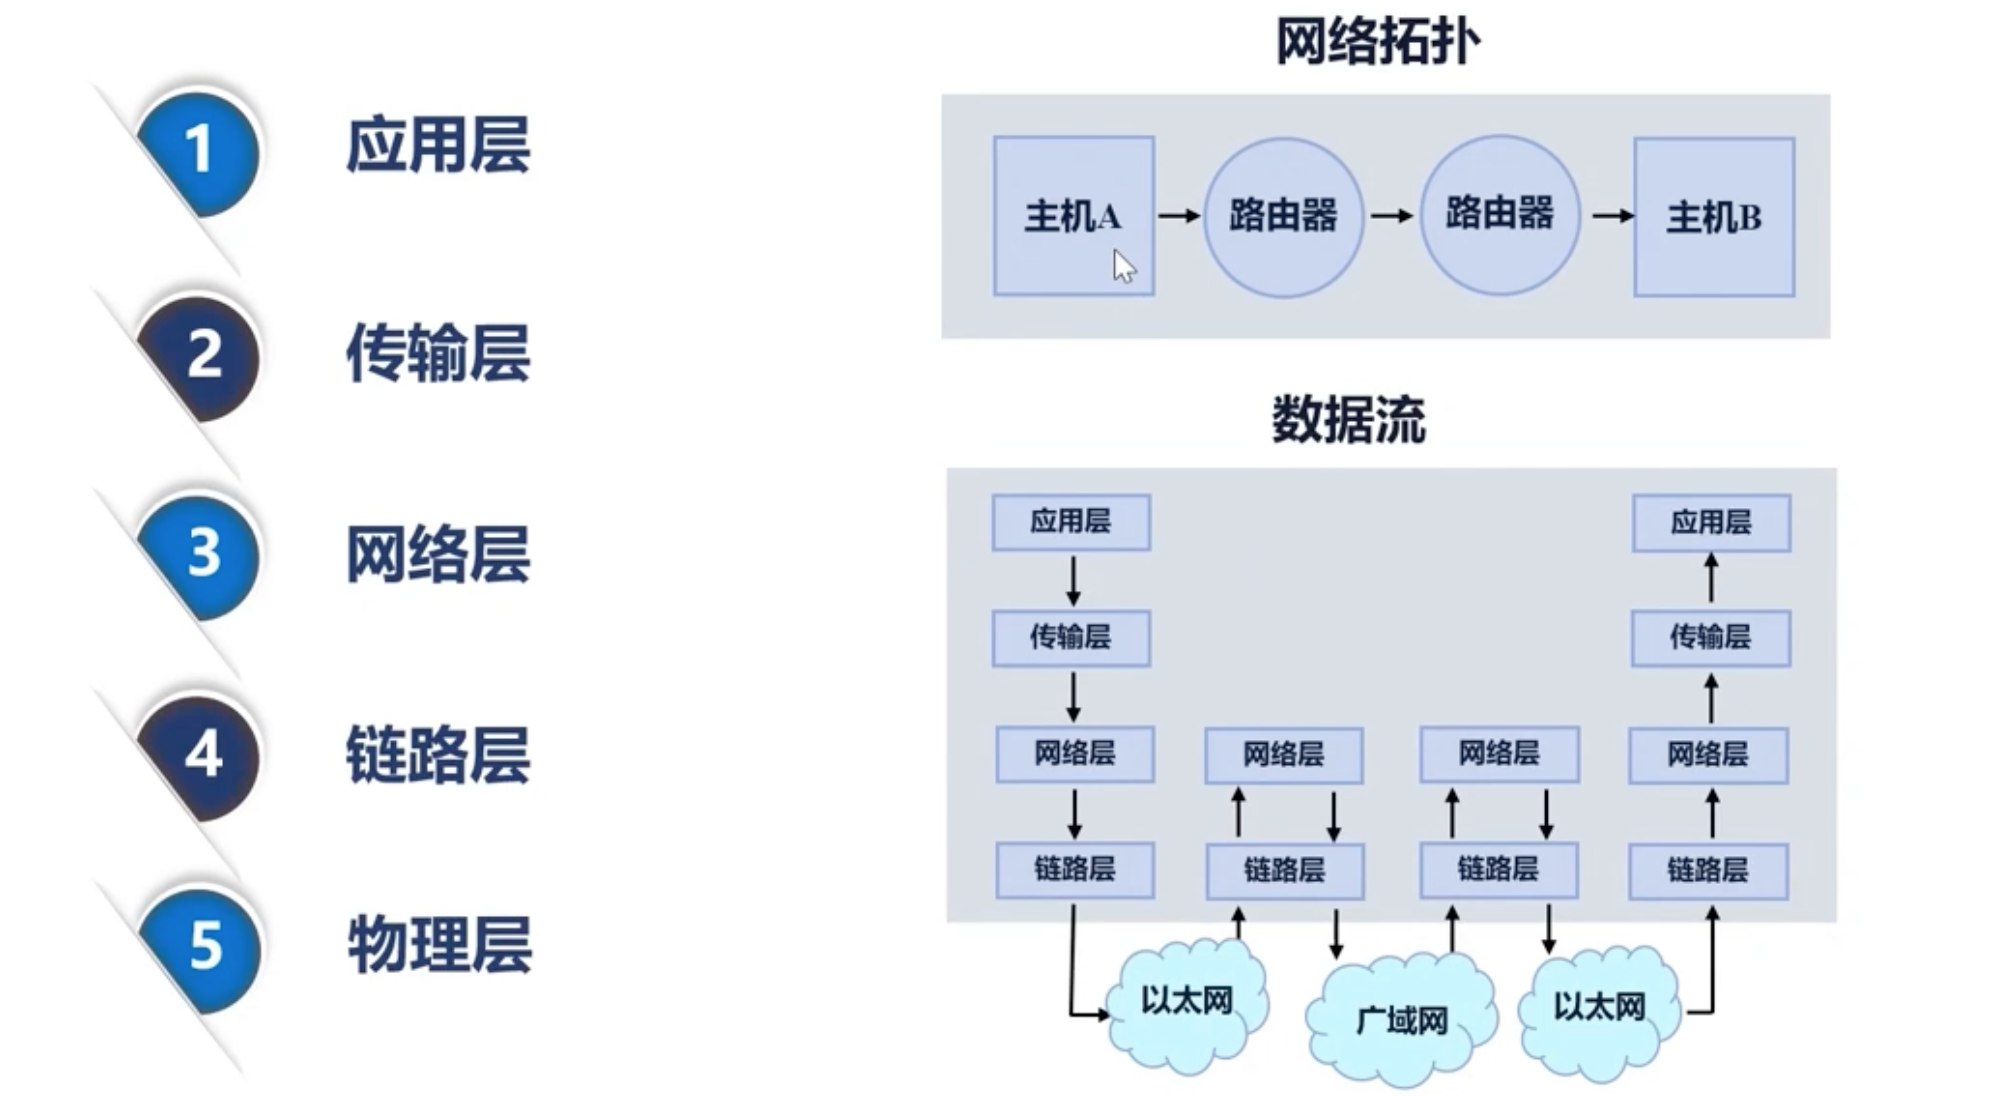 1
应用层
2
传输层
3
网络层
4
链路层
5
物理层
网络拓扑
主机A
路由器
路由器
主机B
数据流
应用层
应用层
传输层
传输层
网络层
网络层
网络层
网络层
链路层
链路层
链路层
链路层
以太网
广域网
以太网